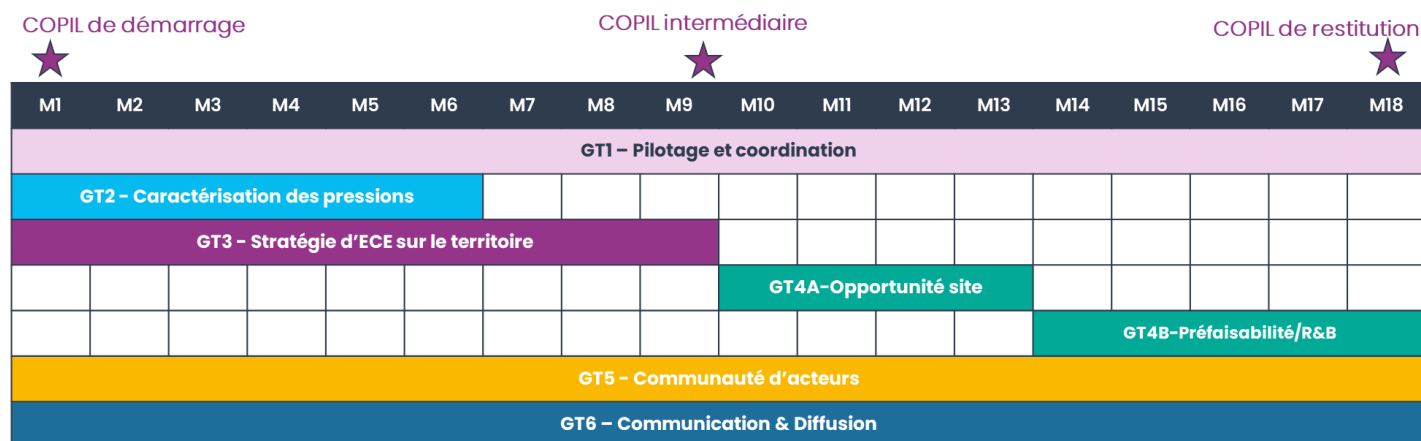 COPIL de démarrage
COPIL intermédiaire
COPIL de restitution
M1 M2 M3 M4 M5 M6 M7 M8 M9 M10 M11 M12 M13 M14 M15 M16 M17 M18
GT1 – Pilotage et coordination
GT2 - Caractérisation des pressions
GT3 - Stratégie d’ECE sur le territoire
GT4A-Opportunité site
GT4B-Préfaisabilité/R&B
GT5 - Communauté d’acteurs
GT6 – Communication & Diffusion